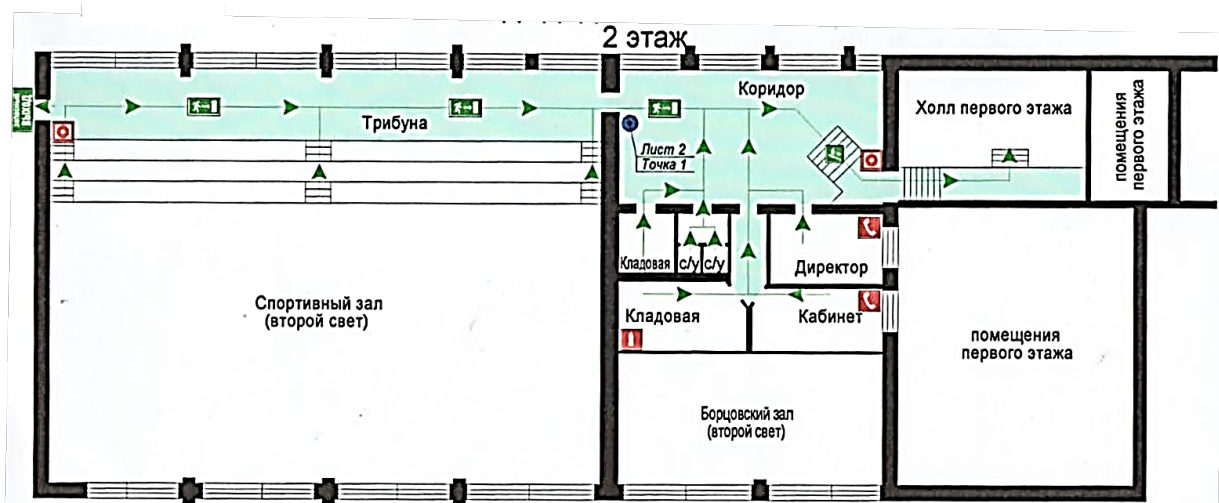 2 этаж
Коридор
Холл первого этажа
помещения
первого этажа
ВЫХОД
Трибуна
Лист 2
Точка 1
Кладовая
с/у
с/у
Директор
Спортивный зал
(второй свет)
Кладовая
Кабинет
помещения
первого этажа
Борцовский зал
(второй свет)